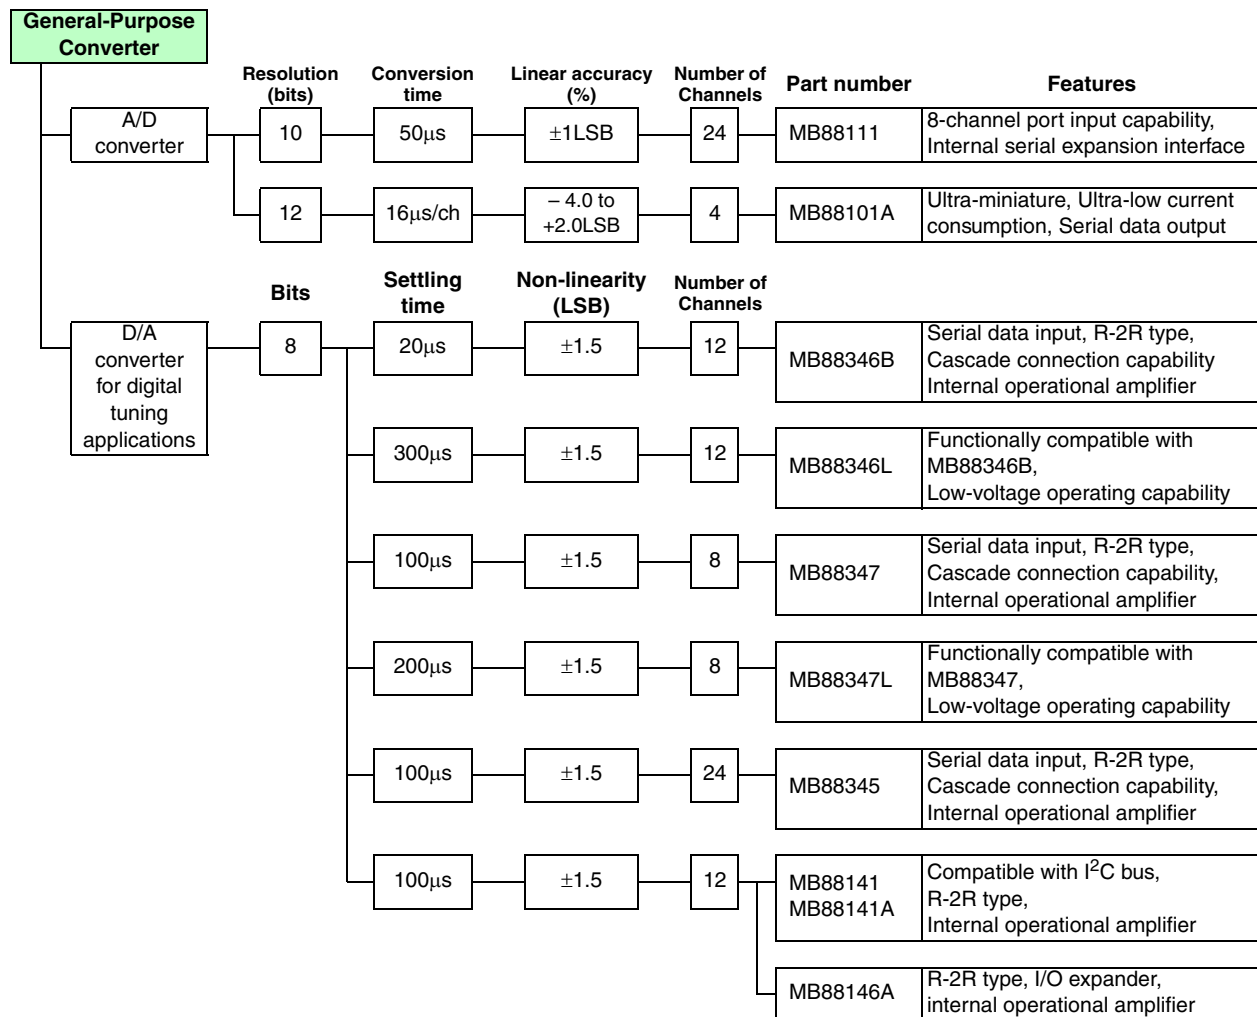 General-Purpose
Converter
Resolution
(bits)
Conversion
time
Linear accuracy
(%)
Number of
Channels
Part number
Features
A/D
converter
10
50µs
±1LSB
24
MB88111
8-channel port input capability,
Internal serial expansion interface
12
16µs/ch
– 4.0 to
+2.0LSB
4
MB88101A
Ultra-miniature, Ultra-low current
consumption, Serial data output
Bits
Settling
time
Non-linearity
(LSB)
Number of
Channels
D/A
converter
for digital
tuning
applications
8
20µs
±1.5
12
MB88346B
Serial data input, R-2R type,
Cascade connection capability
Internal operational amplifier
300µs
±1.5
12
MB88346L
Functionally compatible with
MB88346B,
Low-voltage operating capability
100µs
±1.5
8
MB88347
Serial data input, R-2R type,
Cascade connection capability,
Internal operational amplifier
200µs
±1.5
8
MB88347L
Functionally compatible with
MB88347,
Low-voltage operating capability
100µs
±1.5
24
MB88345
Serial data input, R-2R type,
Cascade connection capability,
Internal operational amplifier
100µs
±1.5
12
MB88141
MB88141A
Compatible with I²C bus,
R-2R type,
Internal operational amplifier
MB88146A
R-2R type, I/O expander,
internal operational amplifier